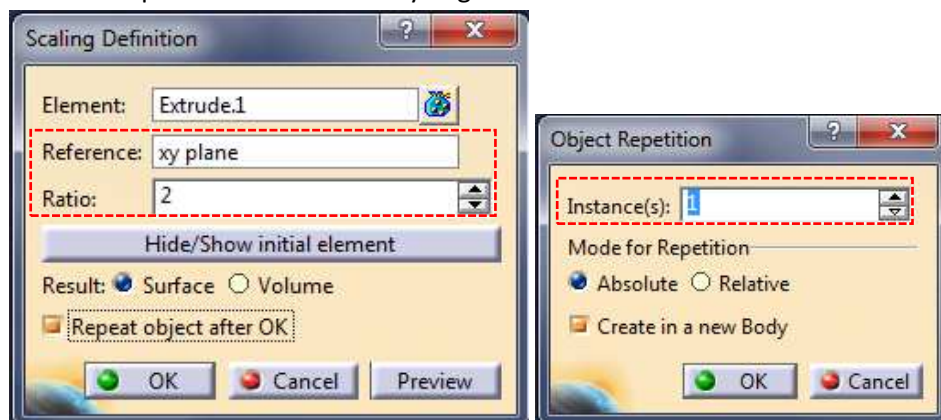 Scaling Definition
?
X
Element: Extrude.1
Reference: xy plane
Ratio: 2
Hide/Show initial element
Result: Surface Volume
Repeat object after OK
OK Cancel Preview
Object Repetition
?
X
Instance(s): 1
Mode for Repetition
Absolute Relative
Create in a new Body
OK Cancel